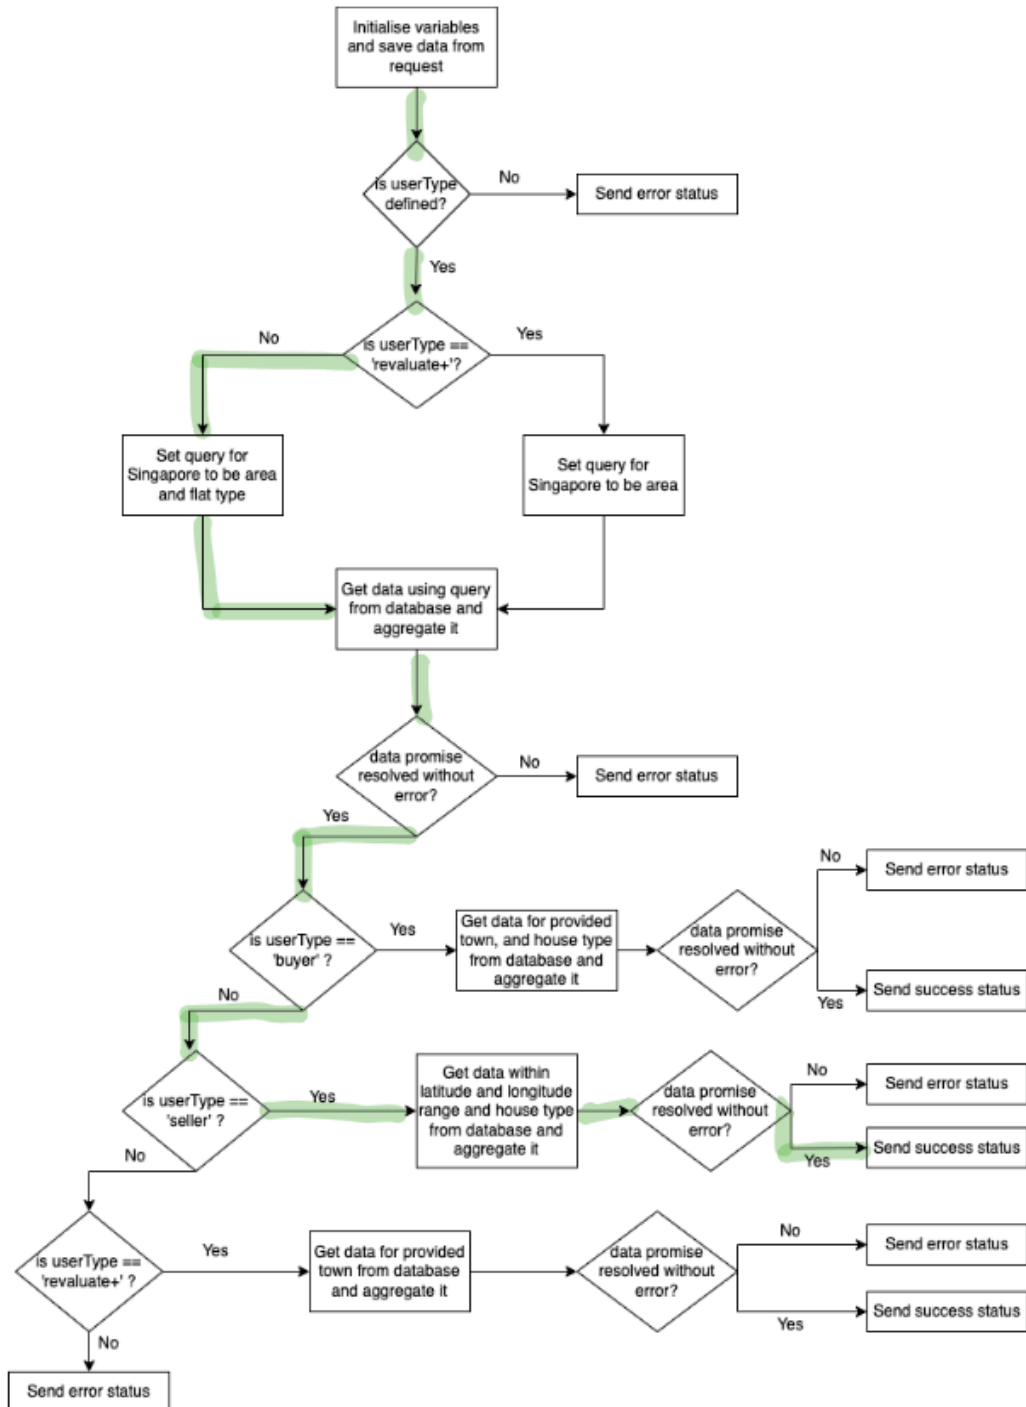 Initialise variables
and save data from
request
is userType
defined?
No
Send error status
Yes
is userType ==
'revaluate+'?
No
Yes
Set query for
Singapore to be area
and flat type
Set query for
Singapore to be area
Get data using query
from database and
aggregate it
data promise
resolved without
error?
No
Send error status
Yes
is userType ==
'buyer' ?
Yes
Get data for provided
town, and house type
from database and
aggregate it
data promise
resolved without
error?
No
Send error status
Yes
Send success status
No
is userType ==
'seller' ?
Yes
Get data within
latitude and longitude
range and house type
from database and
aggregate it
data promise
resolved without
error?
No
Send error status
Yes
Send success status
No
is userType ==
'revaluate+' ?
Yes
Get data for provided
town from database
and aggregate it
data promise
resolved without
error?
No
Send error status
Yes
Send success status
No
Send error status